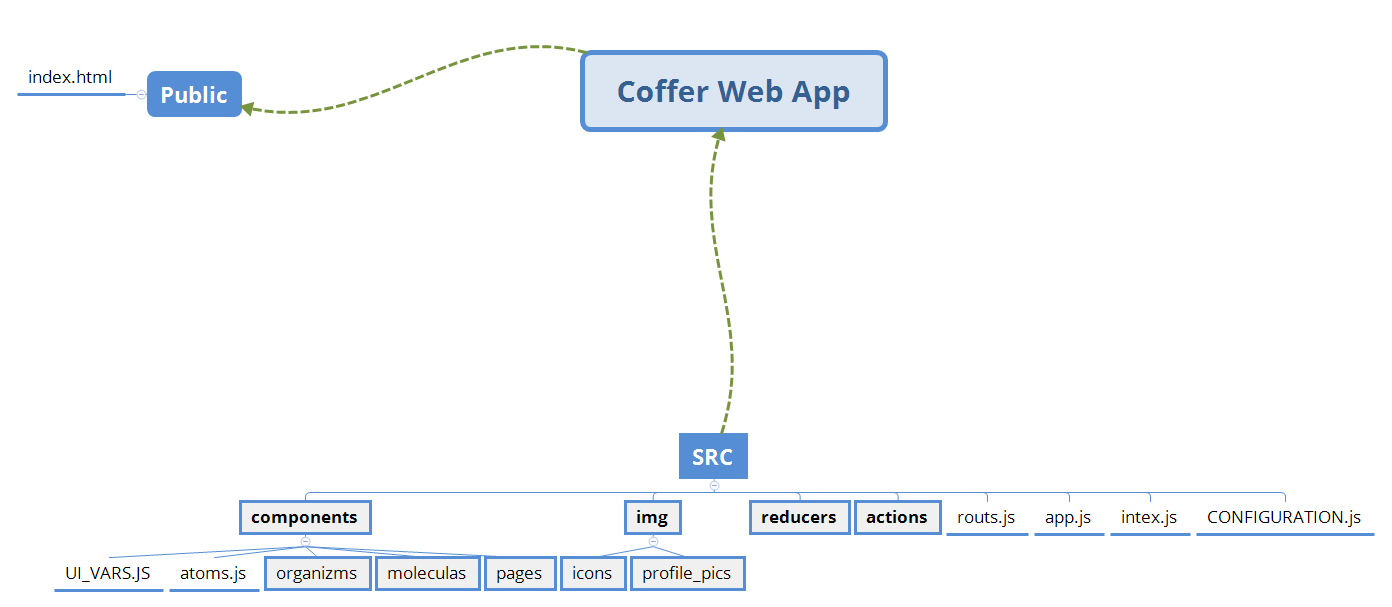 Coffer Web App
index.html
Public
SRC
components
img
reducers
actions
routs.js
app.js
intex.js
CONFIGURATION.js
UI_VARS.JS
atoms.js
organizms
moleculas
pages
icons
profile_pics